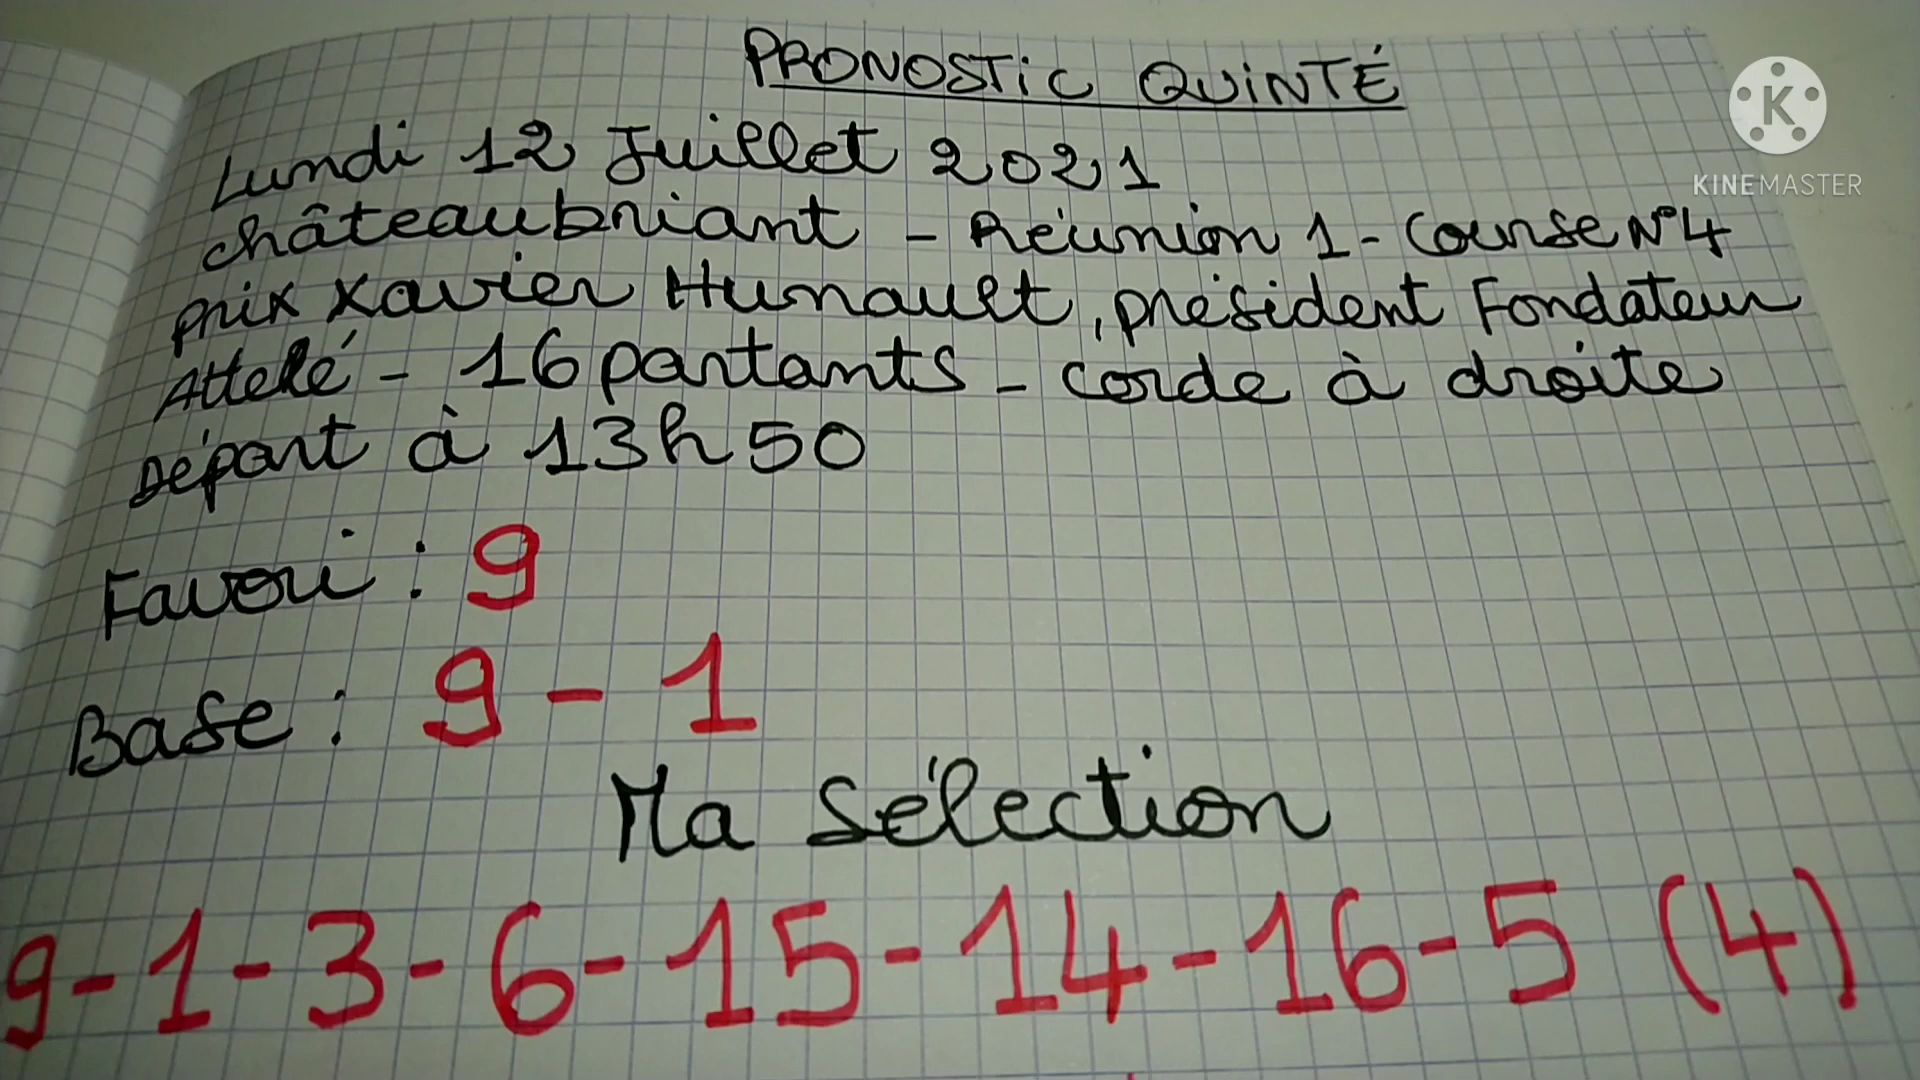 PRONOSTIC QUINTÉ
Lundi 12 Juillet 2021
châteaubriant - Réunion 1 - Course N°4
prix Xavier Hunault, président Fondateur
Attelé - 16 partants - corde à droite
Départ à 13h50
Favori : 9
Base : 9 - 1
Ma Sélection
9-1-3-6-15-14-16-5 (4)
K
KINEMASTER